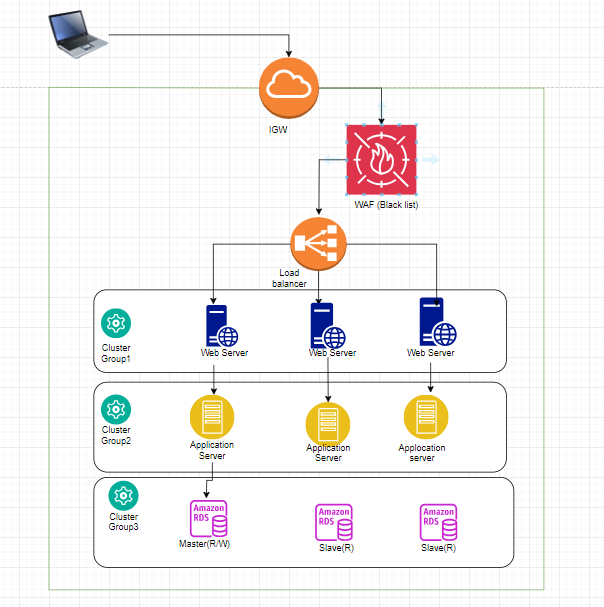 IGW
WAF (Black list)
Load
balancer
Cluster
Group1
Web Server
Web Server
Web Server
Cluster
Group2
Application
Server
Application
Server
Applocation
server
Cluster
Group3
Amazon
RDS
Master(R/W)
Amazon
RDS
Slave(R)
Amazon
RDS
Slave(R)